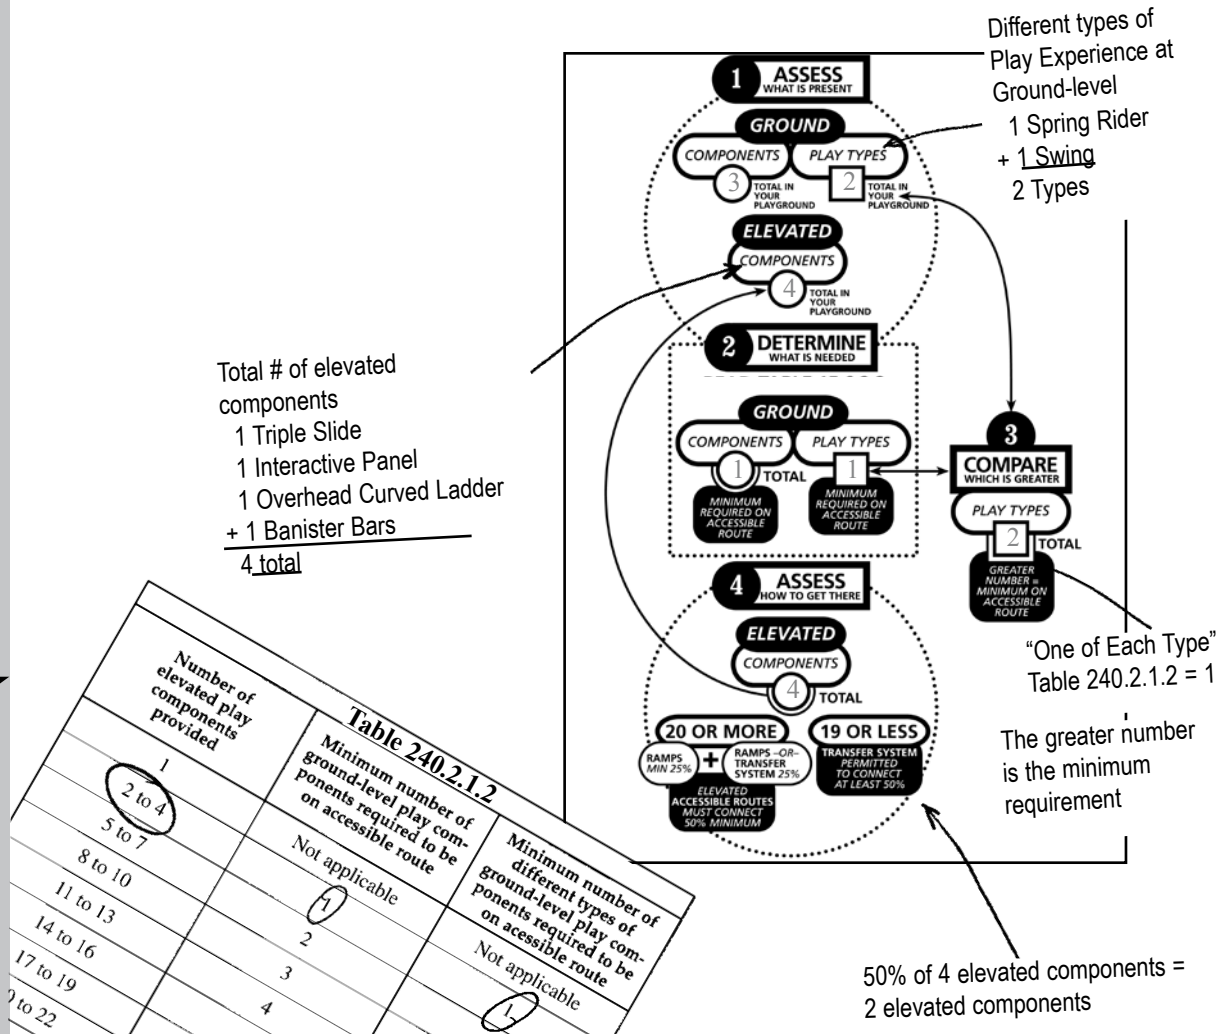 Different types of
Play Experience at
Ground-level
1 Spring Rider
+ 1 Swing
2 Types
1 ASSESS
WHAT IS PRESENT
GROUND
COMPONENTS
PLAY TYPES
3
TOTAL IN
YOUR
PLAYGROUND
2
TOTAL IN
YOUR
PLAYGROUND
ELEVATED
COMPONENTS
4
TOTAL IN
YOUR
PLAYGROUND
2 DETERMINE
WHAT IS NEEDED
GROUND
COMPONENTS
PLAY TYPES
1 TOTAL
1
MINIMUM
REQUIRED ON
ACCESSIBLE
ROUTE
MINIMUM
REQUIRED ON
ACCESSIBLE
ROUTE
3
COMPARE
WHICH IS GREATER
PLAY TYPES
2 TOTAL
GREATER
NUMBER =
MINIMUM ON
ACCESSIBLE
ROUTE
4 ASSESS
HOW TO GET THERE
ELEVATED
COMPONENTS
4 TOTAL
20 OR MORE
RAMPS
MIN 25%
+
RAMPS –OR–
TRANSFER
SYSTEM 25%
ELEVATED
ACCESSIBLE ROUTES
MUST CONNECT
50% MINIMUM
19 OR LESS
TRANSFER SYSTEM
PERMITTED
TO CONNECT
AT LEAST 50%
Total # of elevated
components
1 Triple Slide
1 Interactive Panel
1 Overhead Curved Ladder
+ 1 Banister Bars
4 total
“One of Each Type”
Table 240.2.1.2 = 1
The greater number
is the minimum
requirement
50% of 4 elevated components =
2 elevated components
Table 240.2.1.2
Number of
elevated play
components
provided
Minimum number of
ground-level play com-
ponents required to be
on accessible route
Minimum number of
different types of
ground-level play com-
ponents required to be
on acessible route
1
Not applicable
Not applicable
2 to 4
1
1
5 to 7
2
8 to 10
3
11 to 13
4
14 to 16
17 to 19
to 22